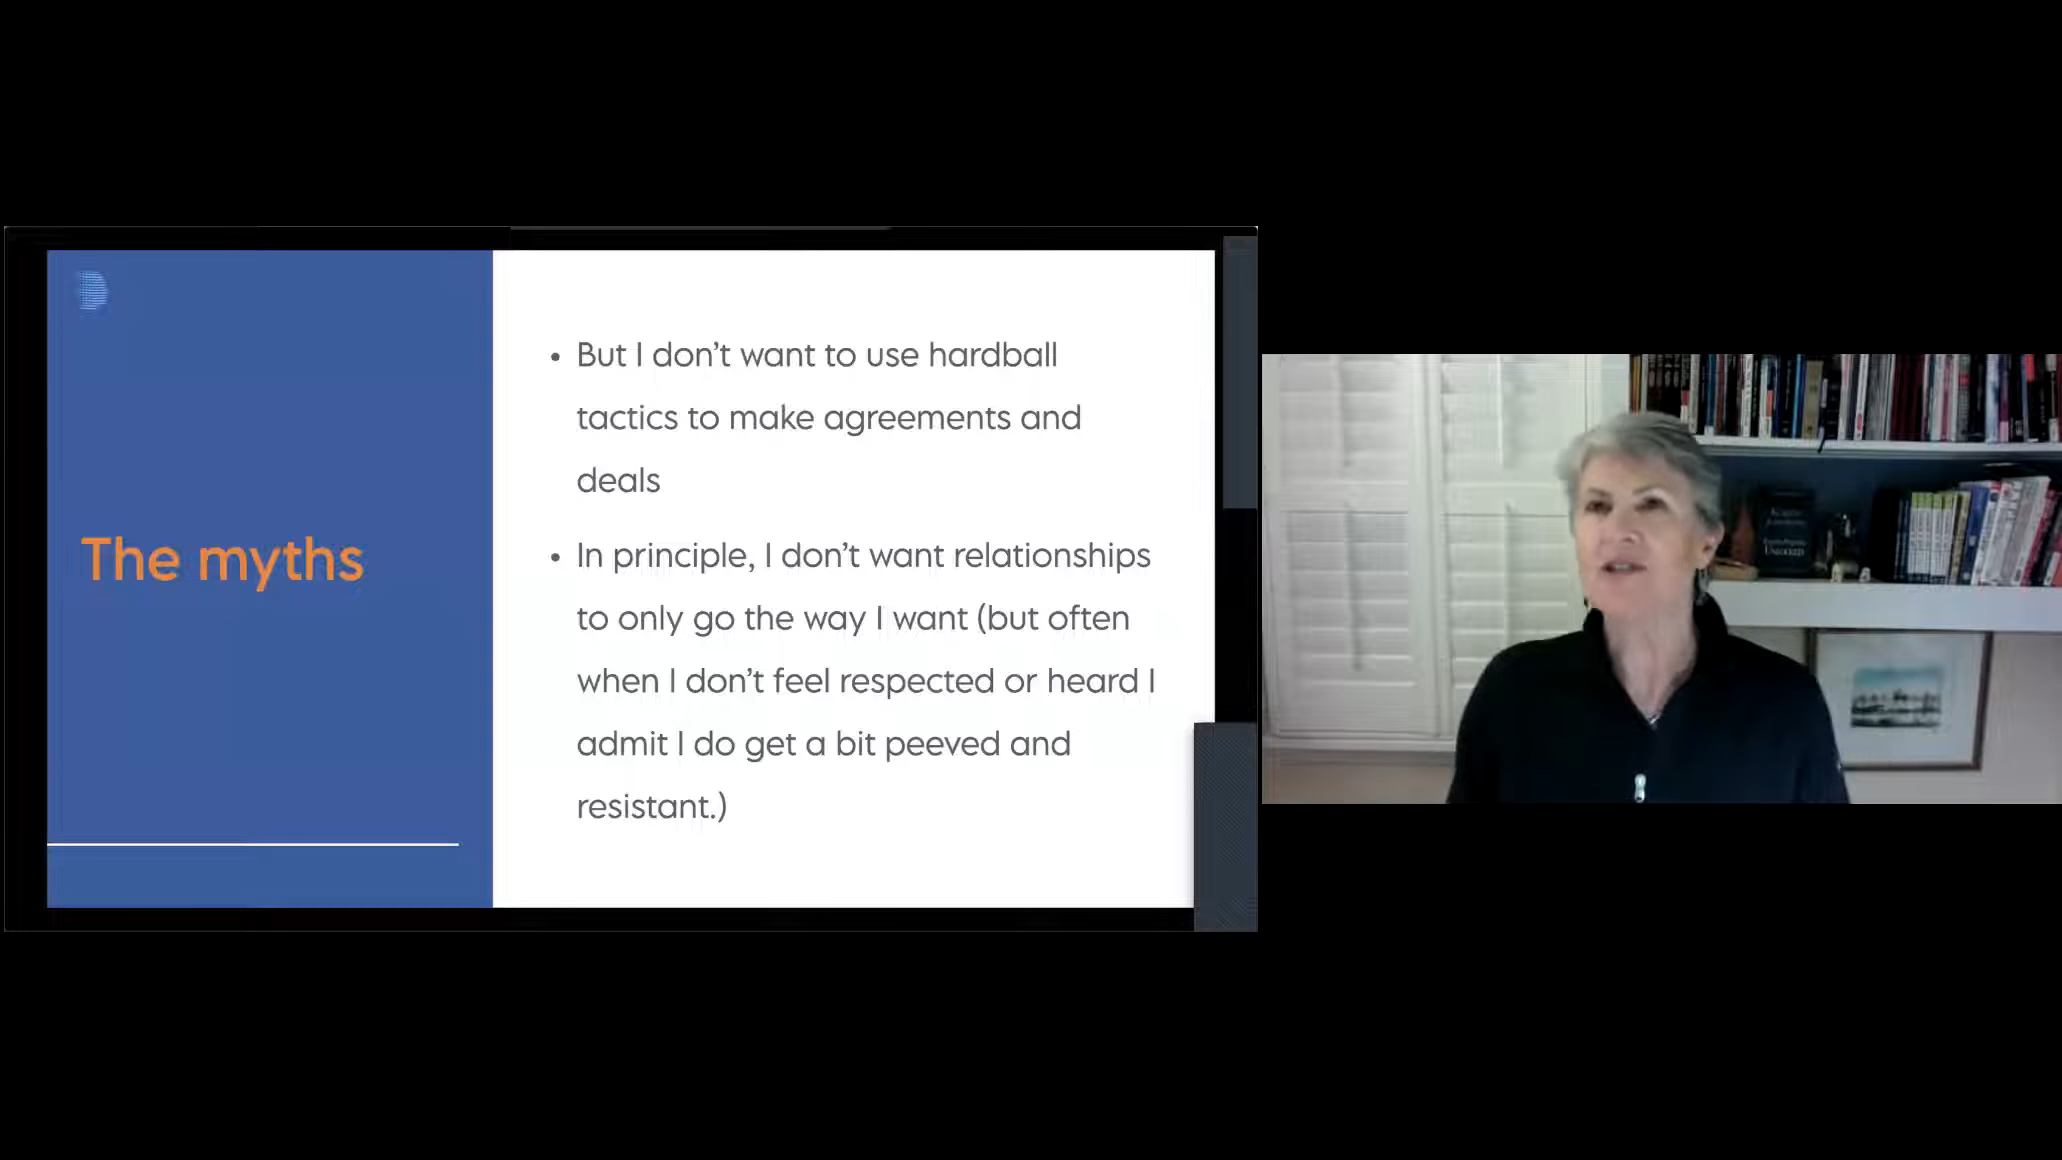 The myths
• But I don't want to use hardball
tactics to make agreements and
deals
• In principle, I don't want relationships
to only go the way I want (but often
when I don't feel respected or heard I
admit I do get a bit peeved and
resistant.)